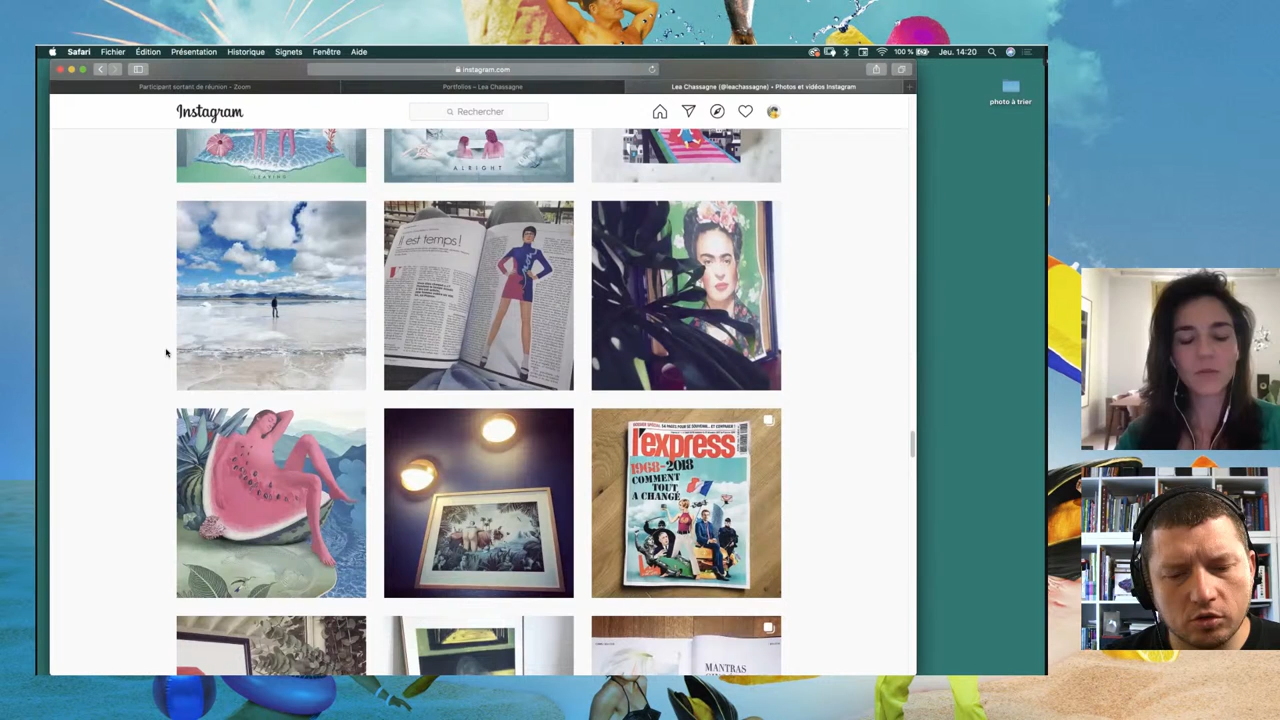 Safari Fichier Édition Présentation Historique Signets Fenêtre Aide
100 % Jeu. 14:20
instagram.com
Participant sortant de réunion - Zoom
Portfolios – Lea Chassagne
Lea Chassagne (@leachassagne) • Photos et vidéos Instagram
photo à trier
Instagram
Rechercher
LEAVING
ALRIGHT
Il est temps!
l'express
1968-2018
COMMENT
TOUT
A CHANGÉ
MANTRAS